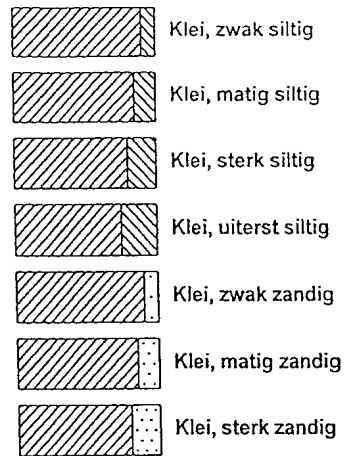 Klei, zwak siltig
Klei, matig siltig
Klei, sterk siltig
Klei, uiterst siltig
Klei, zwak zandig
Klei, matig zandig
Klei, sterk zandig